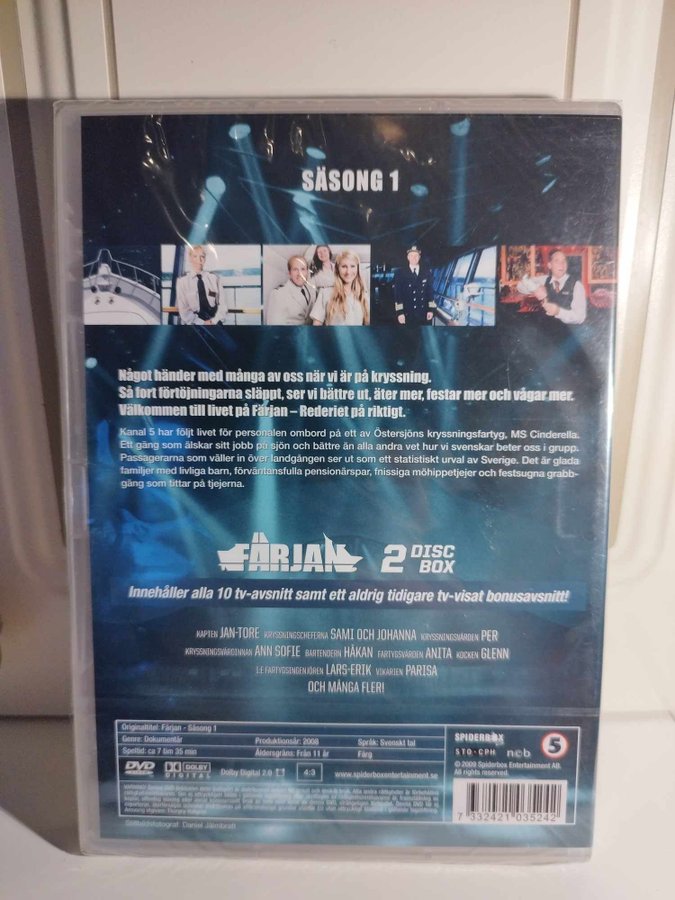 SÄSONG 1
Något händer med många av oss när vi är på kryssning.
Så fort förtöjningarna släppt, ser vi bättre ut, äter mer, festar mer och vågar mer.
Välkommen till livet på Färjan – Rederiet på riktigt.
Kanal 5 har följt livet för personalen ombord på ett av Östersjöns kryssningsfartyg, MS Cinderella.
Ett gäng som älskar sitt jobb på sjön och bättre än alla andra vet hur vi svenskar beter oss i grupp.
Passagerarna som väller in över landgången ser ut som ett statistiskt urval av Sverige. Det är glada
familjer med livliga barn, förväntansfulla pensionärspar, fnissiga möhippetjejer och festsugna grabb-
gäng som tittar på tjejerna.
FÄRJAN 2 DISC BOX
Innehåller alla 10 tv-avsnitt samt ett aldrig tidigare tv-visat bonusavsnitt!
KAPTEN JAN-TORE KRYSSNINGSCHEFERNA SAMI OCH JOHANNA KRYSSNINGSVÄRDEN PER
KRYSSNINGSVÄRDINNAN ANN SOFIE BARTENDERN HÅKAN FARTYGSVÄRDEN ANITA KOCKEN GLENN
1:E FARTYGSINGENJÖREN LARS-ERIK VIKARIEN PARISA
OCH MÅNGA FLER!
Originaltitel: Färjan - Säsong 1
Genre: Dokumentär Produktionsår: 2008 Språk: Svenskt tal
Speltid: ca 7 tim 35 min Åldersgräns: Från 11 år Färg
DVD VIDEO DOLBY DIGITAL Dolby Digital 2.0 4:3 www.spiderboxentertainment.se
Stillbildsfotograf: Daniel
SPIDERBOX
STO-CPH nob 5
© 2009 Spiderbox Entertainment AB.
All rights reserved.
7 332421 035242